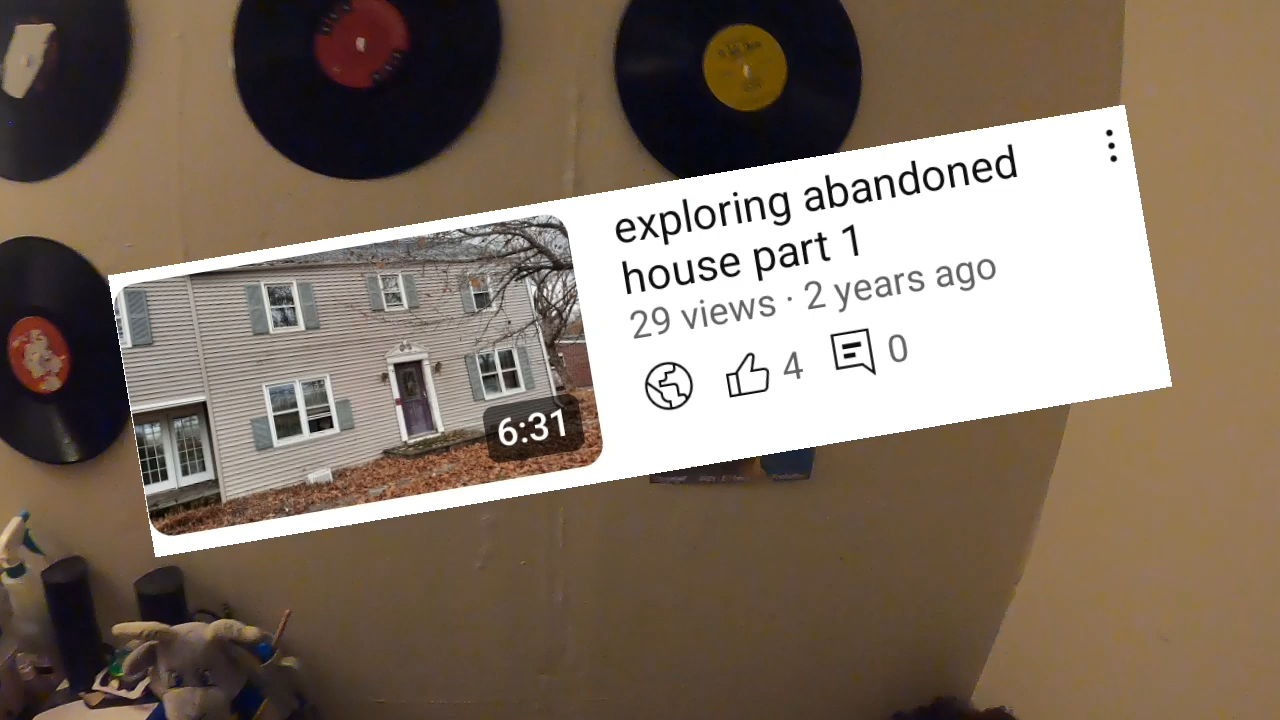 exploring abandoned
house part 1
29 views · 2 years ago
4 0
6:31